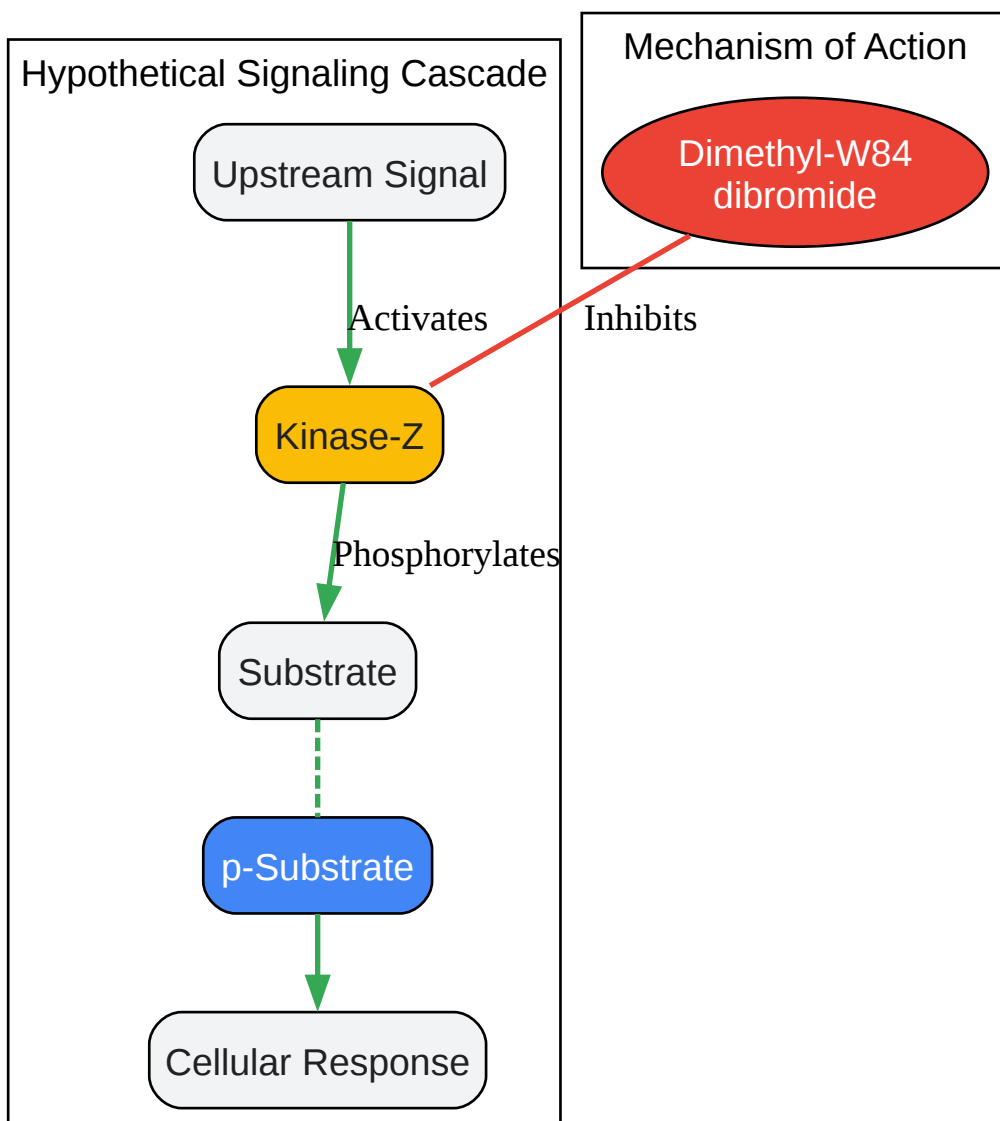 Hypothetical Signaling Cascade
Mechanism of Action
Upstream Signal
Dimethyl-W84
dibromide
Activates
Inhibits
Kinase-Z
Phosphorylates
Substrate
p-Substrate
Cellular Response